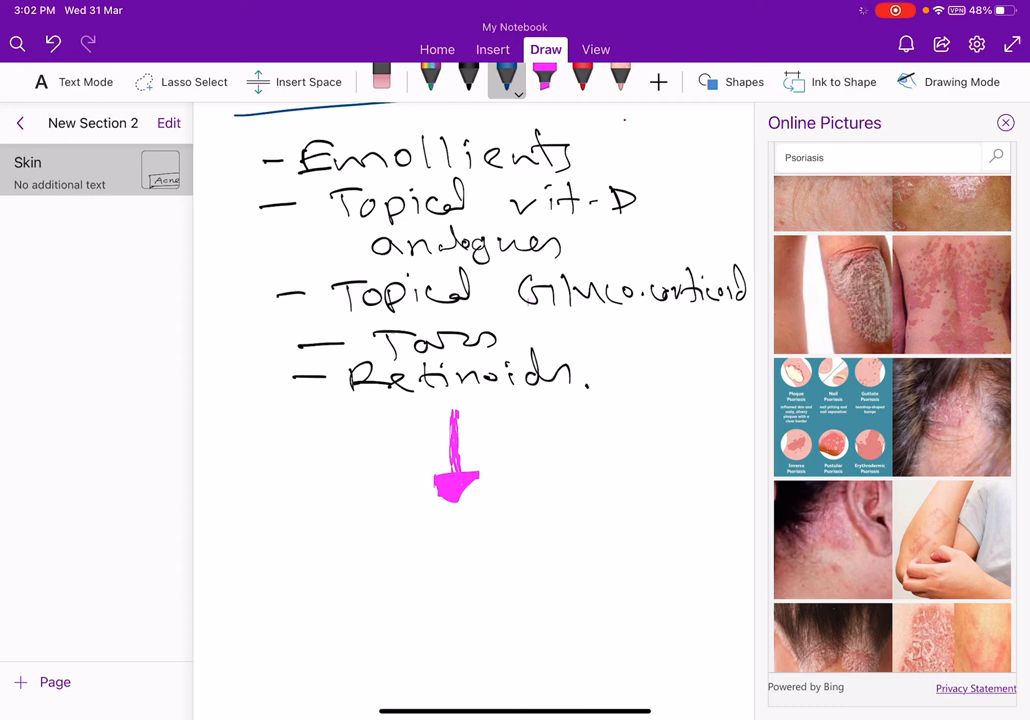 3:02 PM Wed 31 Mar
VPN 48%
My Notebook
Home Insert Draw View
A Text Mode Lasso Select Insert Space Shapes Ink to Shape Drawing Mode
New Section 2 Edit
Skin
No additional text
Acne
- Emollients
- Topical vit-D
analogues
- Topical Gluco.corticoid
- Tars
- Retinoids.
Online Pictures
Psoriasis
Plaque Psoriasis
Nail Psoriasis
Guttate Psoriasis
Inverse Psoriasis
Pustular Psoriasis
Erythrodermic Psoriasis
+ Page
Powered by Bing
Privacy Statement